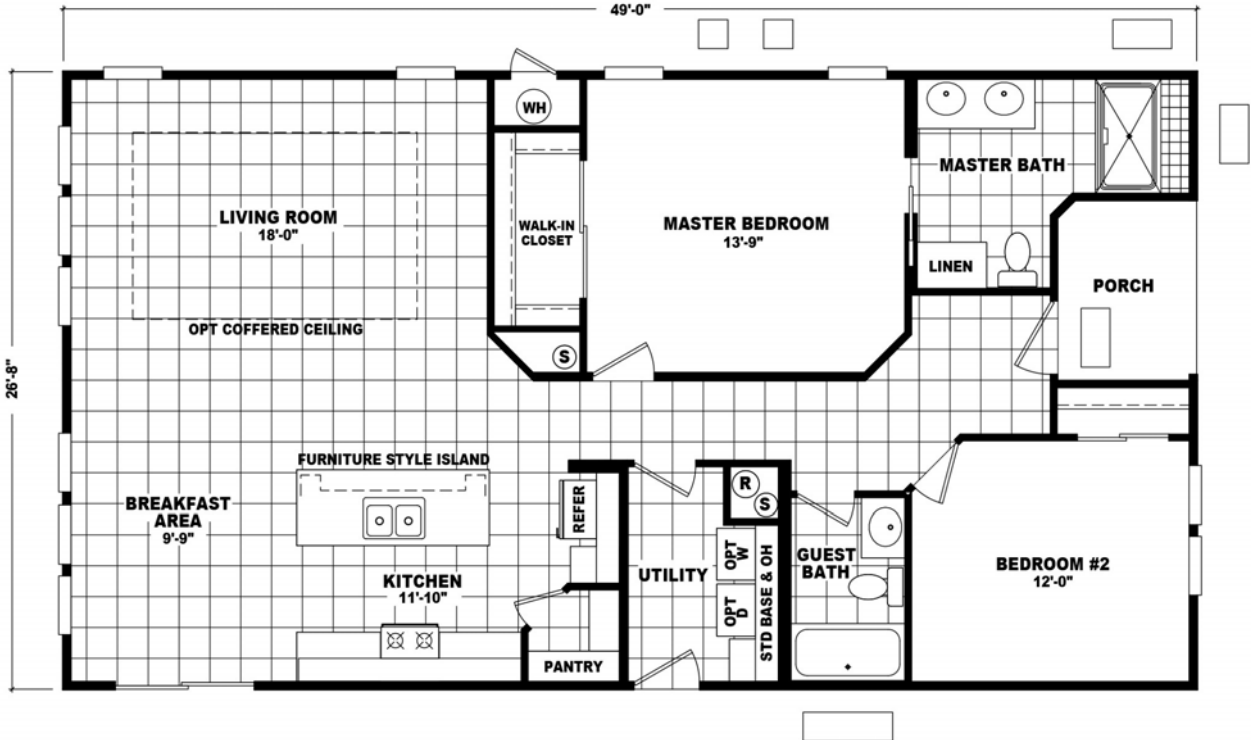 49'-0"
26'-8"
WH
LIVING ROOM
18'-0"
OPT COFFERED CEILING
WALK-IN
CLOSET
S
MASTER BEDROOM
13'-9"
MASTER BATH
LINEN
PORCH
FURNITURE STYLE ISLAND
BREAKFAST
AREA
9'-9"
KITCHEN
11'-10"
REFER
PANTRY
UTILITY
R
S
OPT
W
OPT
D
STD BASE & OH
GUEST
BATH
BEDROOM #2
12'-0"